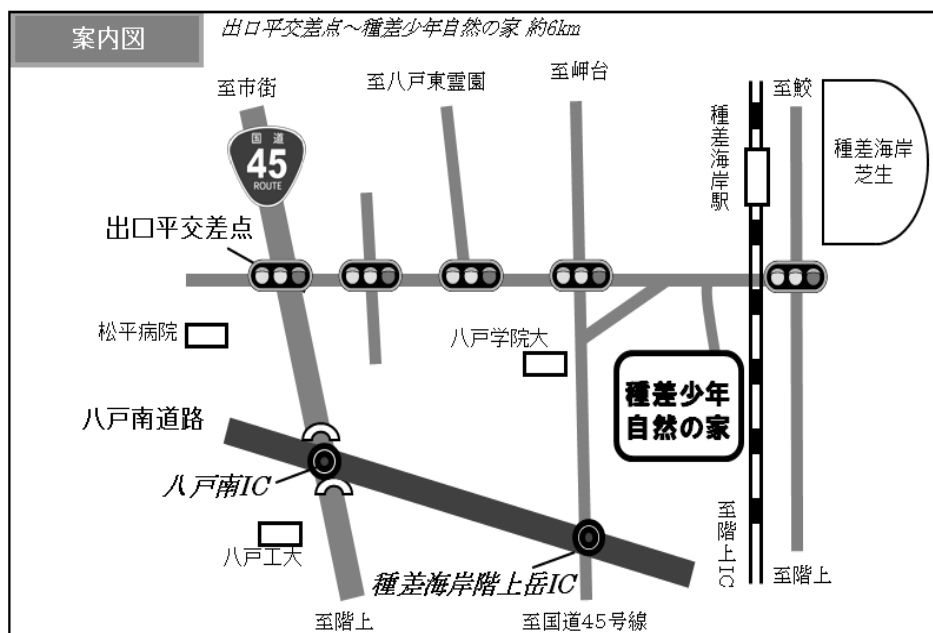 案内図
出口平交差点～種差少年自然の家 約6km
至市街
至八戸東霊園
至岬台
至鮫
国道
45
ROUTE
種差海岸駅
種差海岸
芝生
出口平交差点
松平病院
八戸学院大
種差少年
自然の家
八戸南道路
八戸南IC
八戸工大
種差海岸階上岳IC
至階上IC
至階上
至階上
至国道45号線